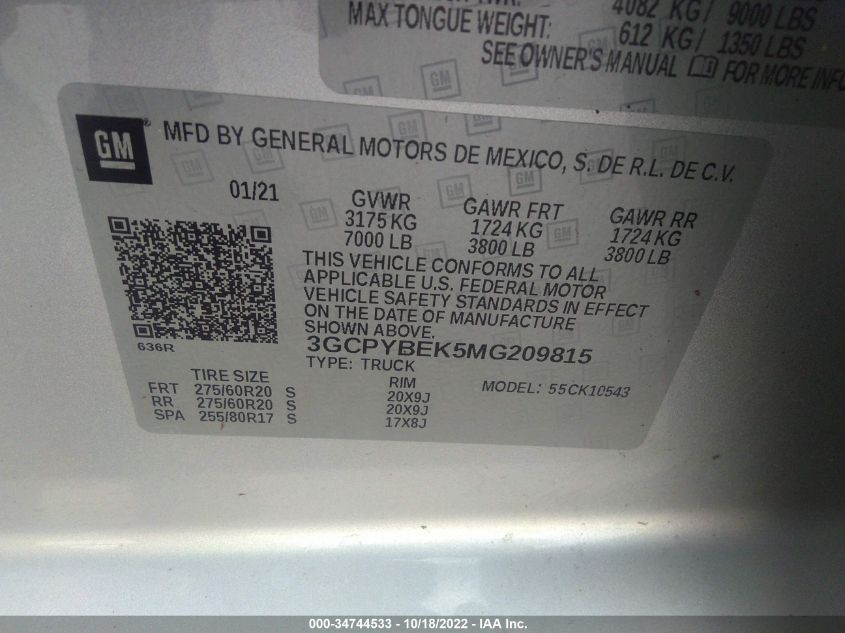 4082 KG/ 9000 LBS
MAX TONGUE WEIGHT: 612 KG/ 1350 LBS
SEE OWNER'S MANUAL FOR MORE INFO
GM
MFD BY GENERAL MOTORS DE MEXICO, S. DE R.L. DE C.V.
01/21 GVWR GAWR FRT GAWR RR
3175 KG 1724 KG 1724 KG
7000 LB 3800 LB 3800 LB
THIS VEHICLE CONFORMS TO ALL
APPLICABLE U.S. FEDERAL MOTOR
VEHICLE SAFETY STANDARDS IN EFFECT
ON THE DATE OF MANUFACTURE
SHOWN ABOVE.
636R
3GCPYBEK5MG209815
TYPE: TRUCK
TIRE SIZE RIM MODEL: 55CK10543
FRT 275/60R20 S 20X9J
RR 275/60R20 S 20X9J
SPA 255/80R17 S 17X8J
000-34744533 - 10/18/2022 - IAA Inc.